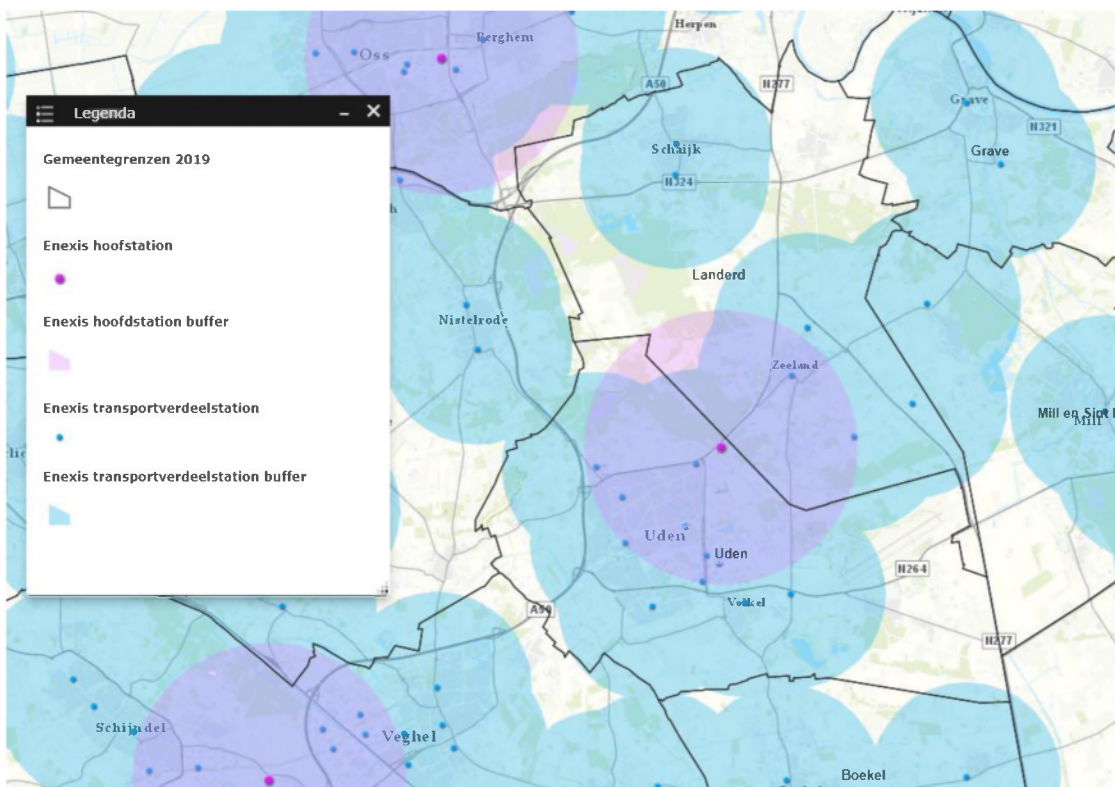 Herpen
Berghem
Oss
A50
N277
Grave
N321
Legenda
Schaijk
Grave
Gemeentegrenzen 2019
N324
Enexis hoofstation
Landerd
Enexis hoofdstation buffer
Nistelrode
Zeeland
Enexis transportverdeelstation
Mill en Sint
Mill
Enexis transportverdeelstation buffer
Uden
Uden
N264
Volkel
A50
N277
Schijndel
Veghel
Boekel